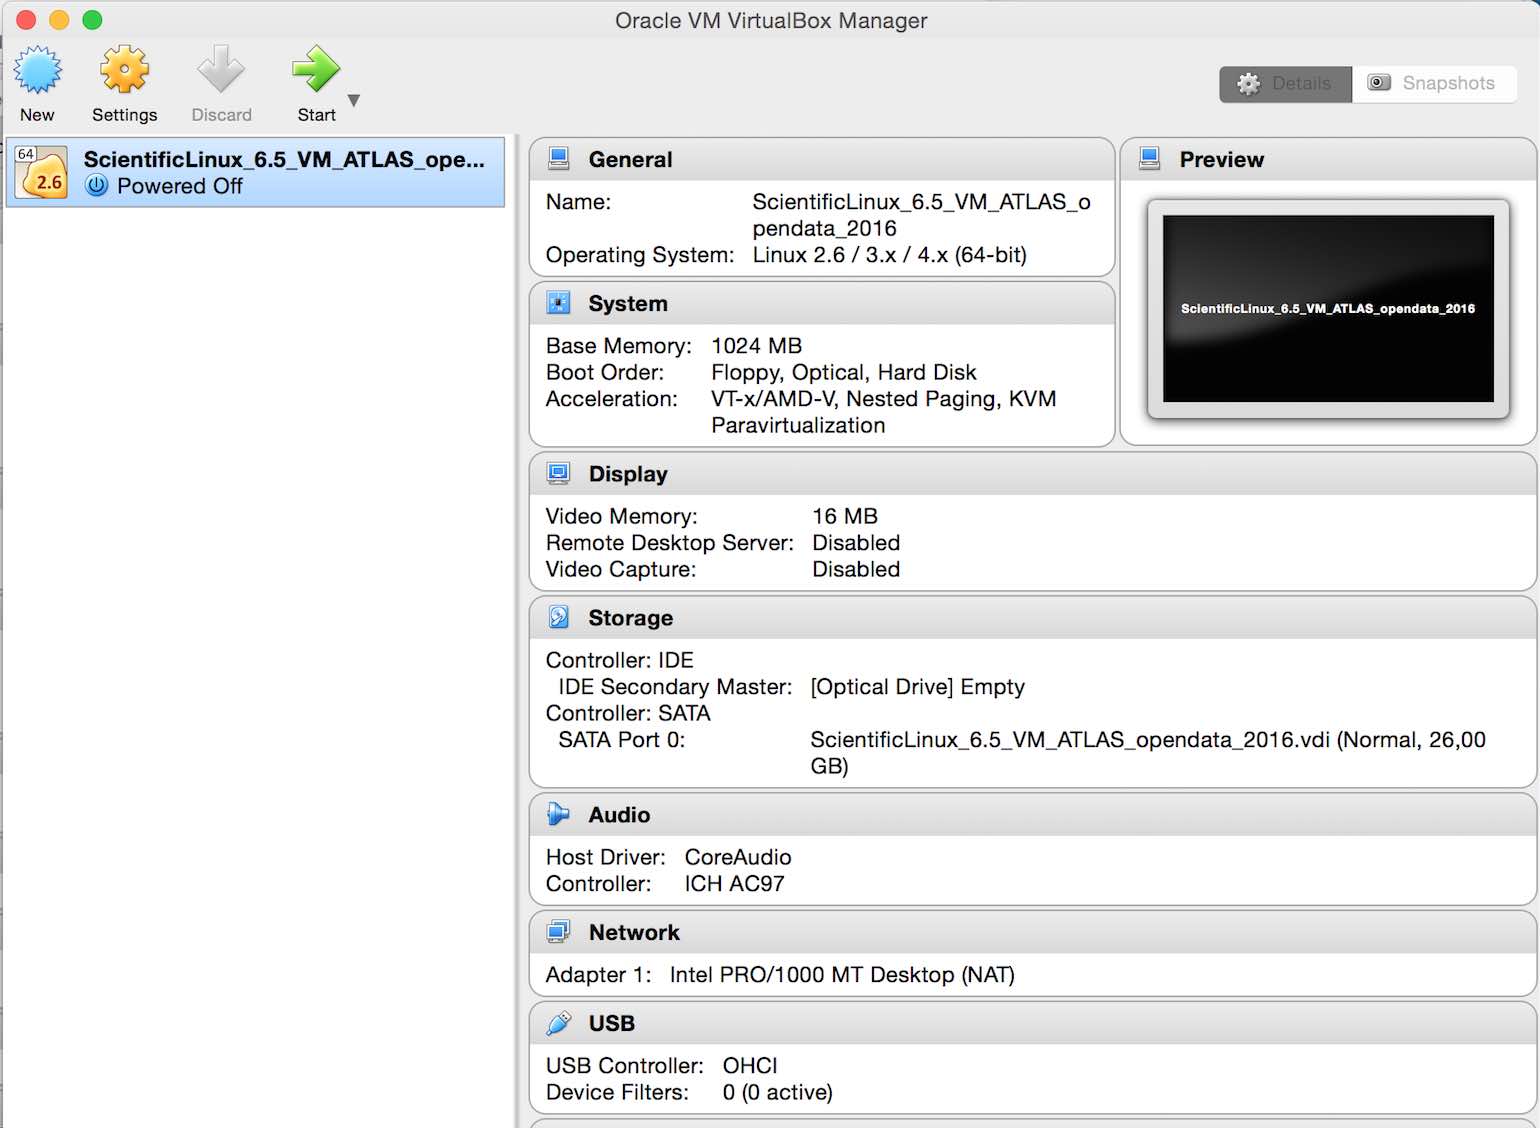 Oracle VM VirtualBox Manager
New
Settings
Discard
Start
Details
Snapshots
64
2.6
ScientificLinux_6.5_VM_ATLAS_ope...
Powered Off
General
Name: ScientificLinux_6.5_VM_ATLAS_o
pendata_2016
Operating System: Linux 2.6 / 3.x / 4.x (64-bit)
Preview
ScientificLinux_6.5_VM_ATLAS_opendata_2016
System
Base Memory: 1024 MB
Boot Order: Floppy, Optical, Hard Disk
Acceleration: VT-x/AMD-V, Nested Paging, KVM
Paravirtualization
Display
Video Memory: 16 MB
Remote Desktop Server: Disabled
Video Capture: Disabled
Storage
Controller: IDE
IDE Secondary Master: [Optical Drive] Empty
Controller: SATA
SATA Port 0: ScientificLinux_6.5_VM_ATLAS_opendata_2016.vdi (Normal, 26,00
GB)
Audio
Host Driver: CoreAudio
Controller: ICH AC97
Network
Adapter 1: Intel PRO/1000 MT Desktop (NAT)
USB
USB Controller: OHCI
Device Filters: 0 (0 active)